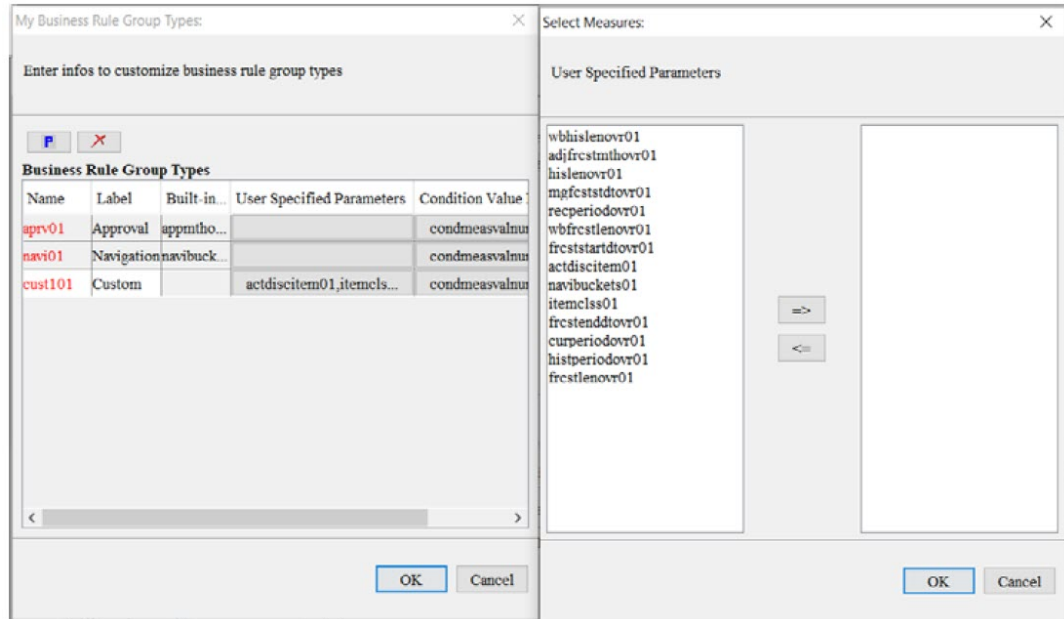 My Business Rule Group Types:
Enter infos to customize business rule group types
P
Business Rule Group Types
Name Label Built-in... User Specified Parameters Condition Value
aprv01 Approval appmtho... condmeasvalnu
navi01 Navigation navibuck... condmeasvalnu
cust101 Custom actdiscitem01,itemcls... condmeasvalnu
OK Cancel
Select Measures:
User Specified Parameters
wbhislenovr01
adjfrcstmthovr01
hislenovr01
mgfcststdtovr01
recperiodovr01
wbfrcstlenovr01
frcststartdtovr01
actdiscitem01
navibuckets01
itemclss01
frcstenddtovr01
curperiodovr01
histperiodovr01
frcstlenovr01
=>
<=
OK Cancel